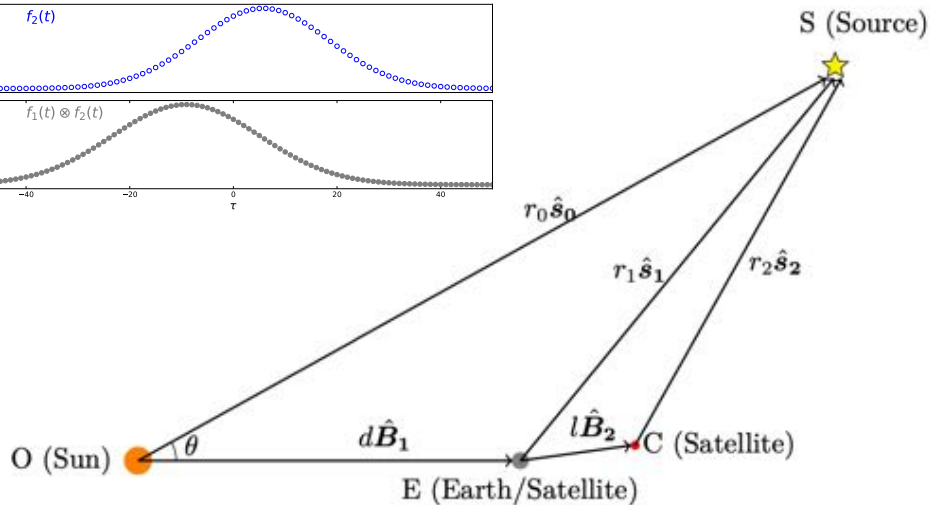 f₂(t)
f₁(t) ⊗ f₂(t)
−40 −20 0 20 40
τ
S (Source)
r₀ŝ₀
r₁ŝ₁
r₂ŝ₂
θ
O (Sun)
dB̂₁
lB̂₂
C (Satellite)
E (Earth/Satellite)